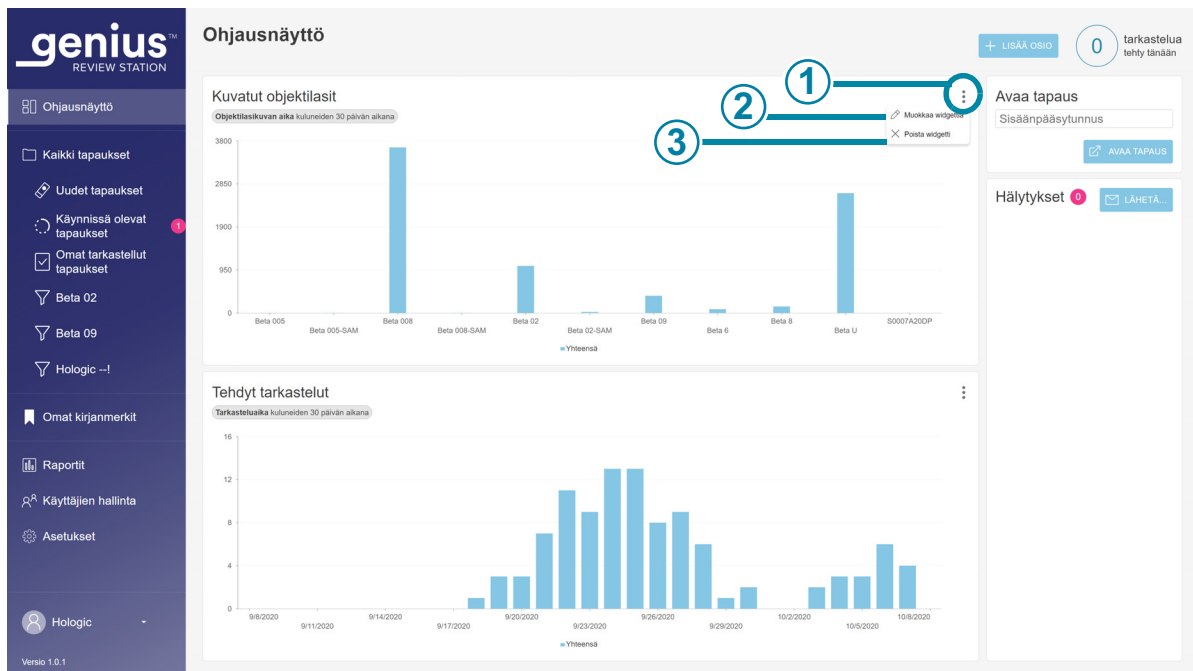 genius™
REVIEW STATION
Ohjausnäyttö
Kaikki tapaukset
Uudet tapaukset
Käynnissä olevat
tapaukset
1
Omat tarkastellut
tapaukset
Beta 02
Beta 09
Hologic --!
Omat kirjanmerkit
Raportit
Käyttäjien hallinta
Asetukset
Hologic
Versio 1.0.1
Ohjausnäyttö
+ LISÄÄ OSIO
0
tarkastelua
tehty tänään
Kuvatut objektilasit
Objektilasikuvan aika kuluneiden 30 päivän aikana
1
2
3
Muokkaa widgetsa
Poista widgetti
3800
2850
1900
950
0
Beta 005
Beta 005-SAM
Beta 008
Beta 008-SAM
Beta 02
Beta 02-SAM
Beta 09
Beta 6
Beta 8
Beta U
S0007A20DP
Yhteensä
Tehdyt tarkastelut
Tarkasteluaika kuluneiden 30 päivän aikana
16
12
8
4
0
9/8/2020
9/11/2020
9/14/2020
9/17/2020
9/20/2020
9/23/2020
9/26/2020
9/29/2020
10/2/2020
10/5/2020
10/8/2020
Yhteensä
Avaa tapaus
Sisäänpääsytunnus
AVAA TAPAUS
Hälytykset 0
LÄHETÄ...